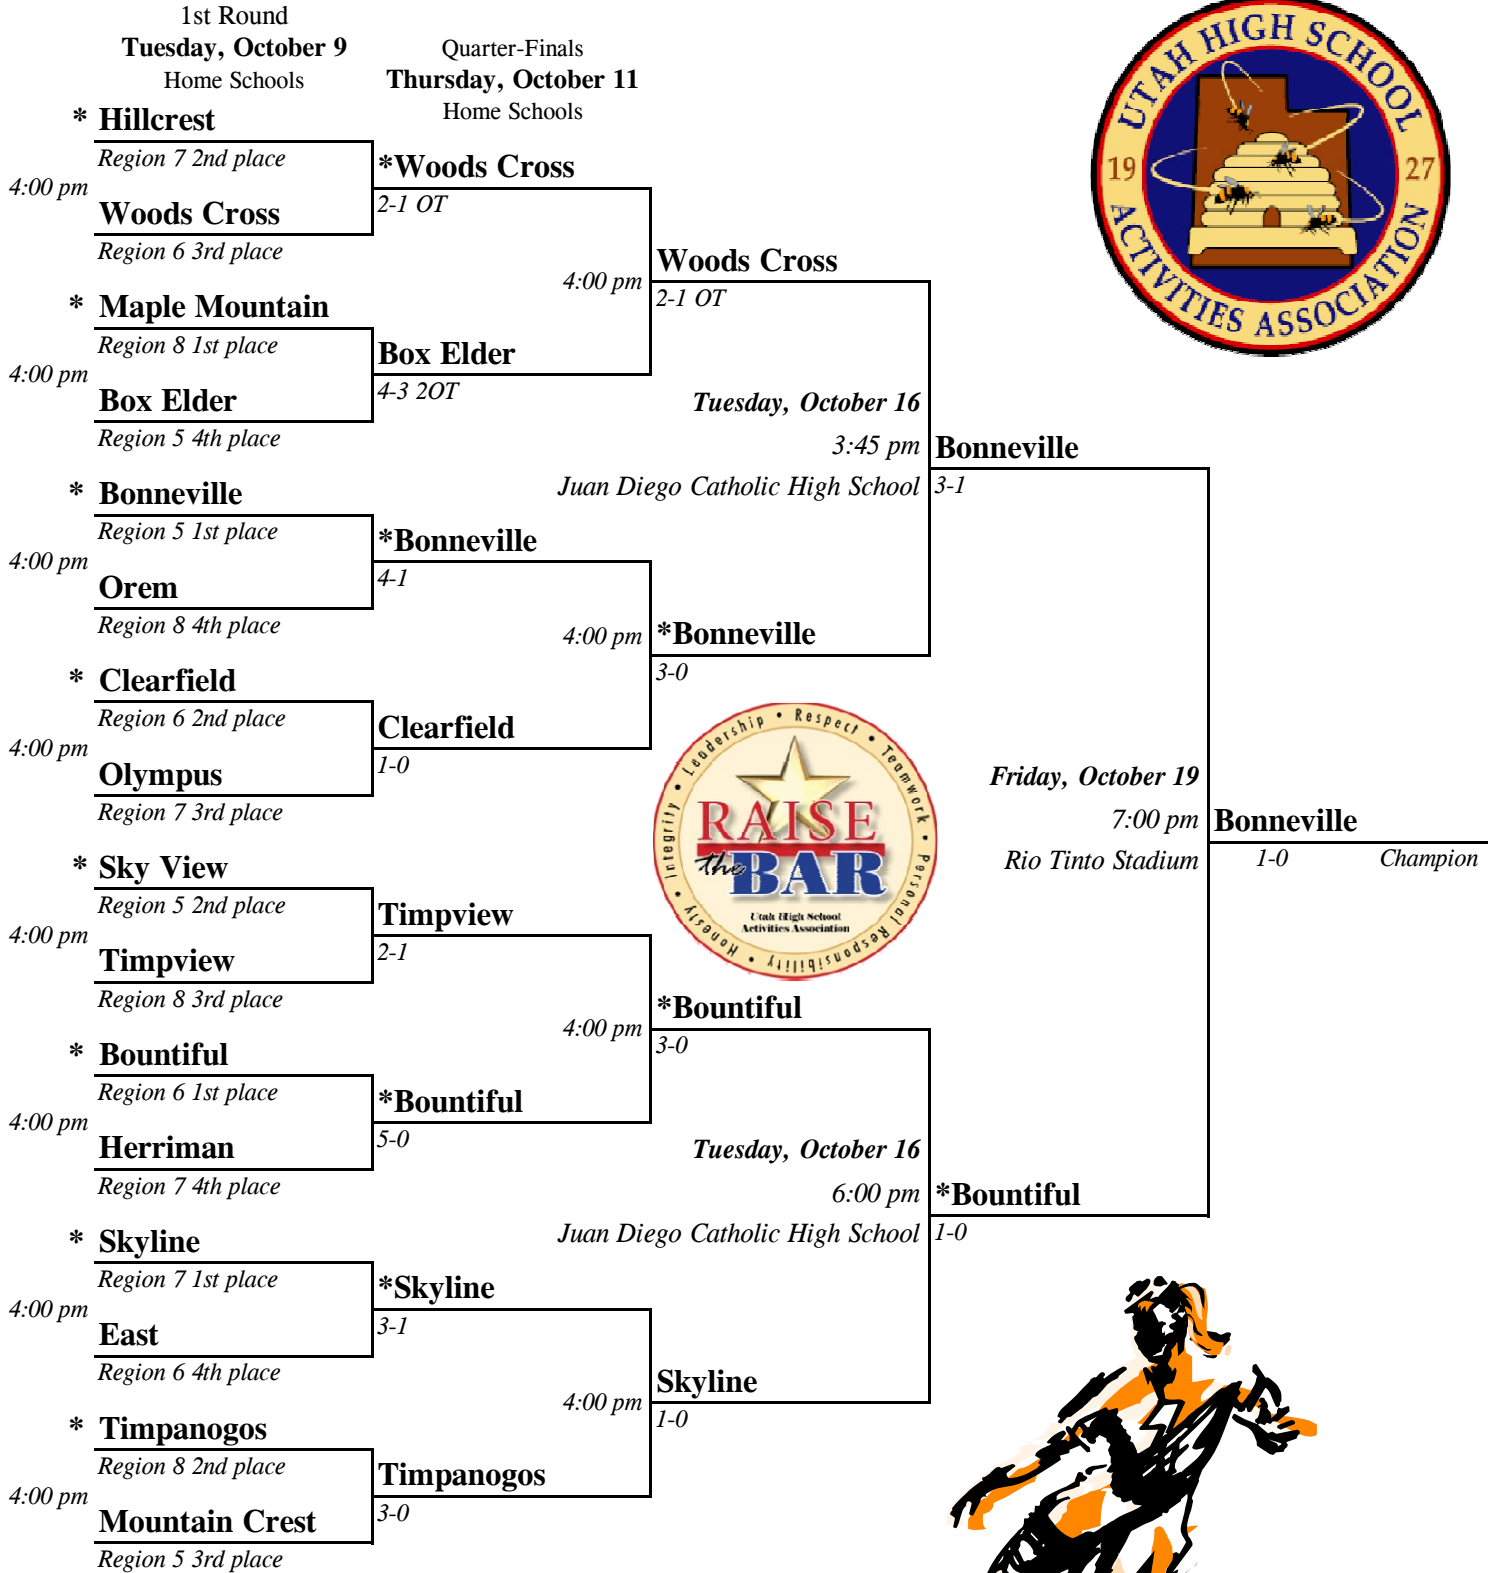 1st Round
Tuesday, October 9
Home Schools
Quarter-Finals
Thursday, October 11
Home Schools
* Hillcrest
Region 7 2nd place
4:00 pm
Woods Cross
Region 6 3rd place
*Woods Cross
2-1 OT
* Maple Mountain
Region 8 1st place
4:00 pm
Box Elder
Region 5 4th place
Box Elder
4-3 2OT
4:00 pm
Woods Cross
2-1 OT
* Bonneville
Region 5 1st place
4:00 pm
Orem
Region 8 4th place
*Bonneville
4-1
* Clearfield
Region 6 2nd place
4:00 pm
Olympus
Region 7 3rd place
Clearfield
1-0
4:00 pm
*Bonneville
3-0
Tuesday, October 16
3:45 pm
Juan Diego Catholic High School
Bonneville
3-1
* Sky View
Region 5 2nd place
4:00 pm
Timpview
Region 8 3rd place
Timpview
2-1
* Bountiful
Region 6 1st place
4:00 pm
Herriman
Region 7 4th place
*Bountiful
5-0
4:00 pm
*Bountiful
3-0
* Skyline
Region 7 1st place
4:00 pm
East
Region 6 4th place
*Skyline
3-1
* Timpanogos
Region 8 2nd place
4:00 pm
Mountain Crest
Region 5 3rd place
Timpanogos
3-0
4:00 pm
Skyline
1-0
Tuesday, October 16
6:00 pm
Juan Diego Catholic High School
*Bountiful
1-0
Friday, October 19
7:00 pm
Rio Tinto Stadium
Bonneville
1-0 Champion
UTAH HIGH SCHOOL
19 27
ACTIVITIES ASSOCIATION
Honesty • Integrity • Leadership • Respect • Teamwork • Personal Responsibility •
RAISE
the BAR
Utah High School
Activities Association